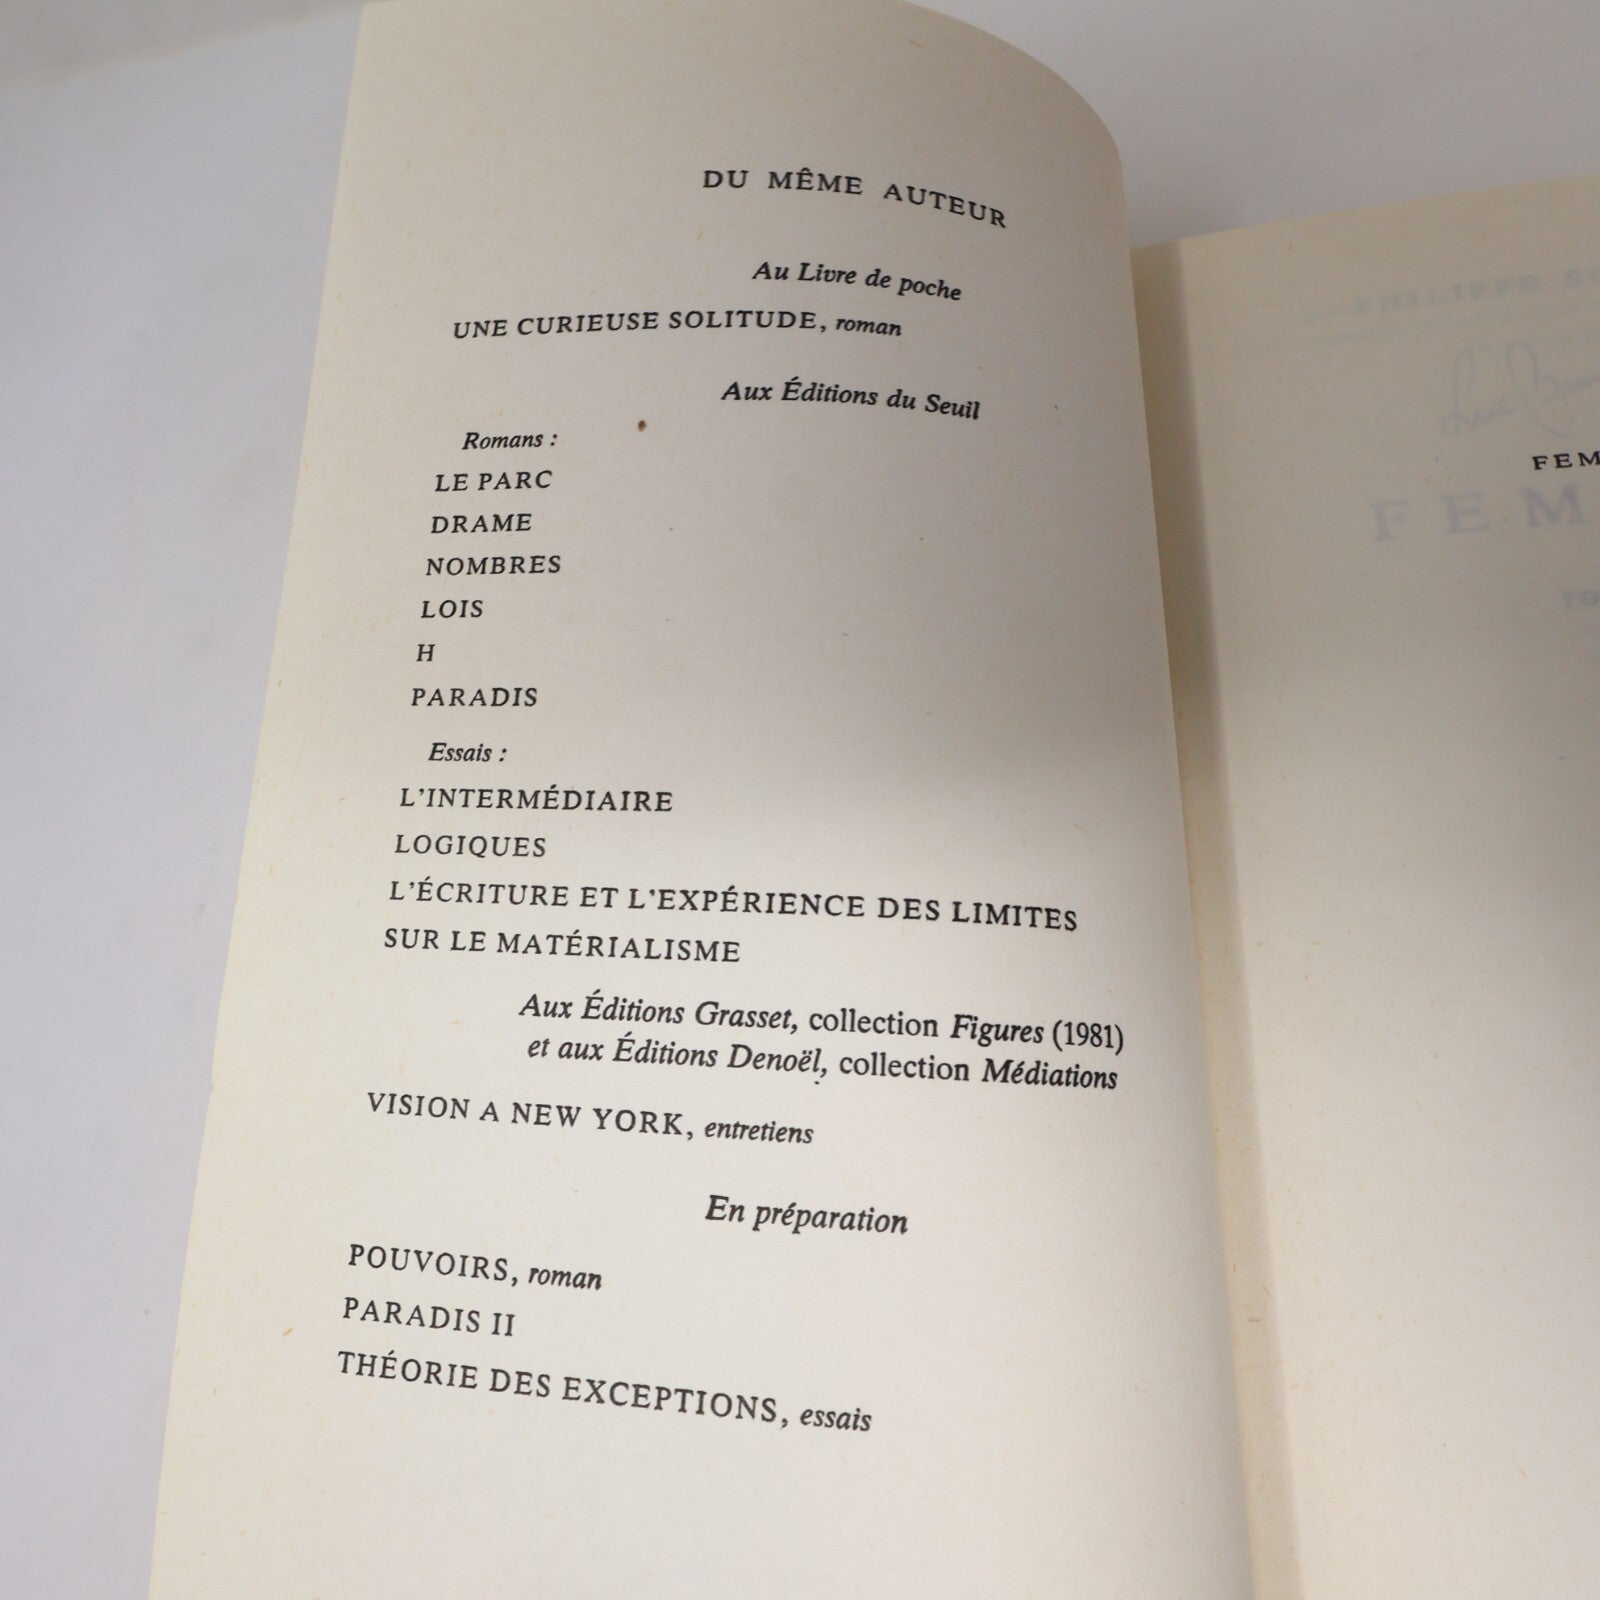 DU MÊME AUTEUR
Au Livre de poche
UNE CURIEUSE SOLITUDE, roman
Aux Éditions du Seuil
Romans :
LE PARC
DRAME
NOMBRES
LOIS
H
PARADIS
Essais :
L'INTERMÉDIAIRE
LOGIQUES
L'ÉCRITURE ET L'EXPÉRIENCE DES LIMITES
SUR LE MATÉRIALISME
Aux Éditions Grasset, collection Figures (1981)
et aux Éditions Denoël, collection Médiations
VISION A NEW YORK, entretiens
En préparation
POUVOIRS, roman
PARADIS II
THÉORIE DES EXCEPTIONS, essais
PHILIPPE
FEM
FEM